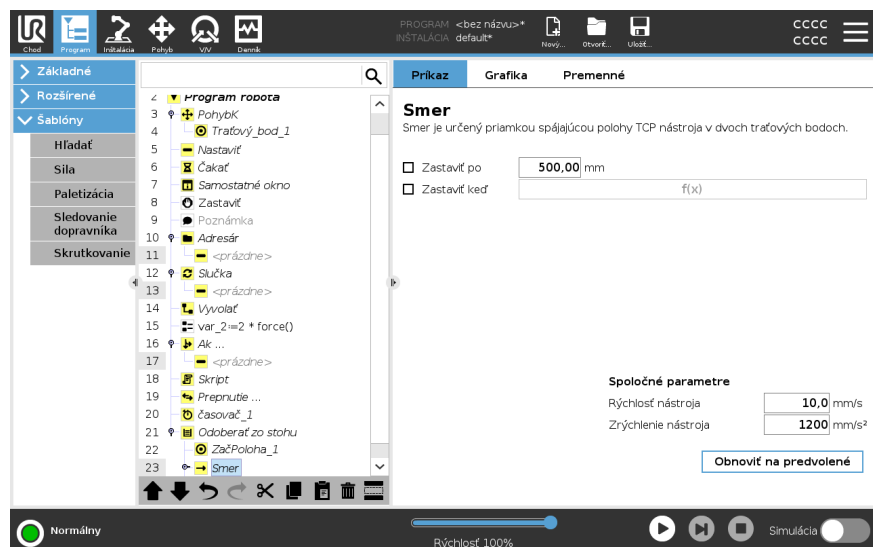 PROGRAM <bez názvu>*
INŠTALÁCIA default*
Chod
Program
Inštalácia
Pohyb
V/V
Denník
Nový...
Otvoriť...
Uložiť...
CCCC
CCCC
Základné
Rozšírené
Šablóny
Hľadať
Sila
Paletizácia
Sledovanie
dopravníka
Skrutkovanie
2 Program robota
3 PohybK
4 Traťový_bod_1
5 Nastaviť
6 Čakať
7 Samostatné okno
8 Zastaviť
9 Poznámka
10 Adresár
11 <prázdne>
12 Slučka
13 <prázdne>
14 Vyvolať
15 var_2≔2 * force()
16 Ak ...
17 <prázdne>
18 Skript
19 Prepnutie ...
20 časovač_1
21 Odoberať zo stohu
22 ZačPoloha_1
23 Smer
Príkaz
Grafika
Premenné
Smer
Smer je určený priamkou spájajúcou polohy TCP nástroja v dvoch traťových bodoch.
Zastaviť po 500,00 mm
Zastaviť keď f(x)
Spoločné parametre
Rýchlosť nástroja 10,0 mm/s
Zrýchlenie nástroja 1200 mm/s²
Obnoviť na predvolené
Normálny
Rýchlosť 100%
Simulácia